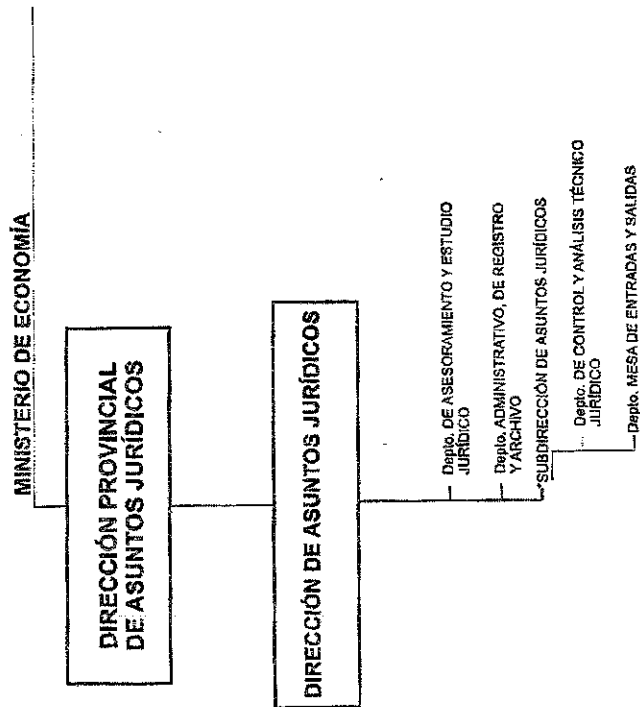 MINISTERIO DE ECONOMÍA
DIRECCIÓN PROVINCIAL
DE ASUNTOS JURÍDICOS
DIRECCIÓN DE ASUNTOS JURÍDICOS
Depto. DE ASESORAMIENTO Y ESTUDIO
JURÍDICO
Depto. ADMINISTRATIVO, DE REGISTRO
Y ARCHIVO
SUBDIRECCIÓN DE ASUNTOS JURÍDICOS
Depto. DE CONTROL Y ANÁLISIS TÉCNICO
JURÍDICO
Depto. MESA DE ENTRADAS Y SALIDAS